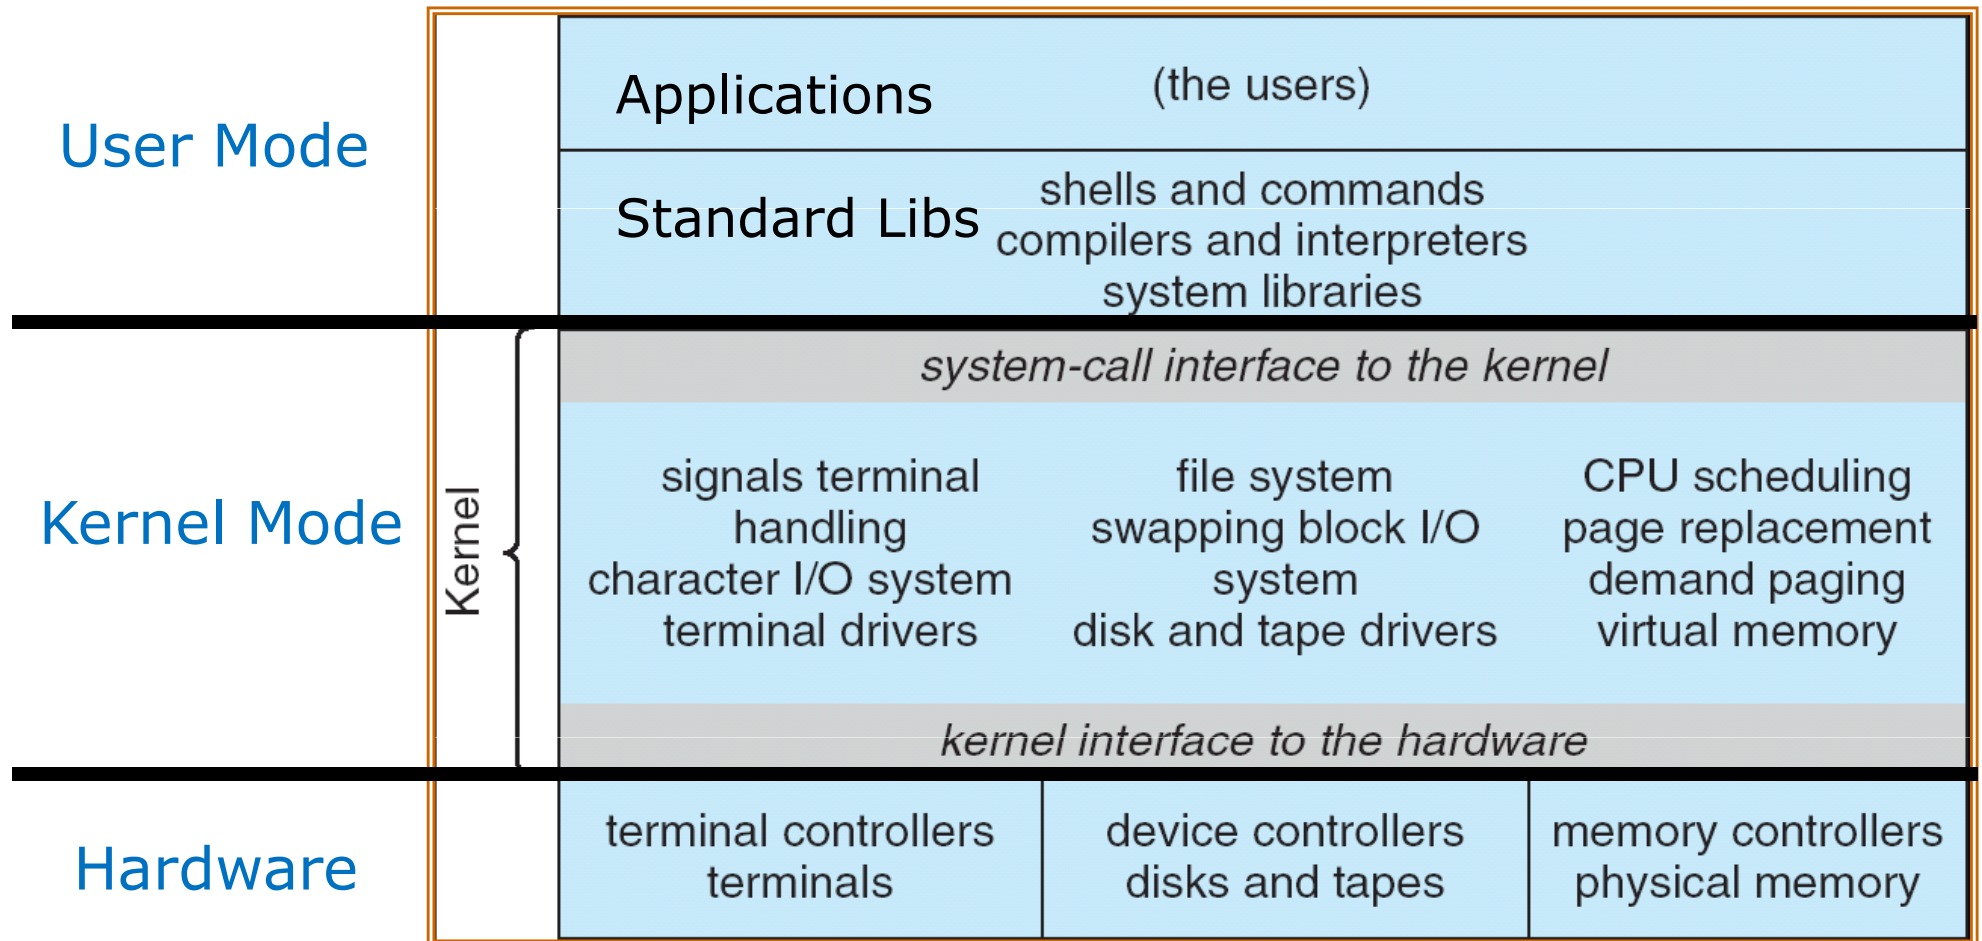 User Mode
Applications
(the users)
Standard Libs
shells and commands
compilers and interpreters
system libraries
Kernel Mode
Kernel
system-call interface to the kernel
signals terminal
handling
character I/O system
terminal drivers
file system
swapping block I/O
system
disk and tape drivers
CPU scheduling
page replacement
demand paging
virtual memory
kernel interface to the hardware
Hardware
terminal controllers
terminals
device controllers
disks and tapes
memory controllers
physical memory